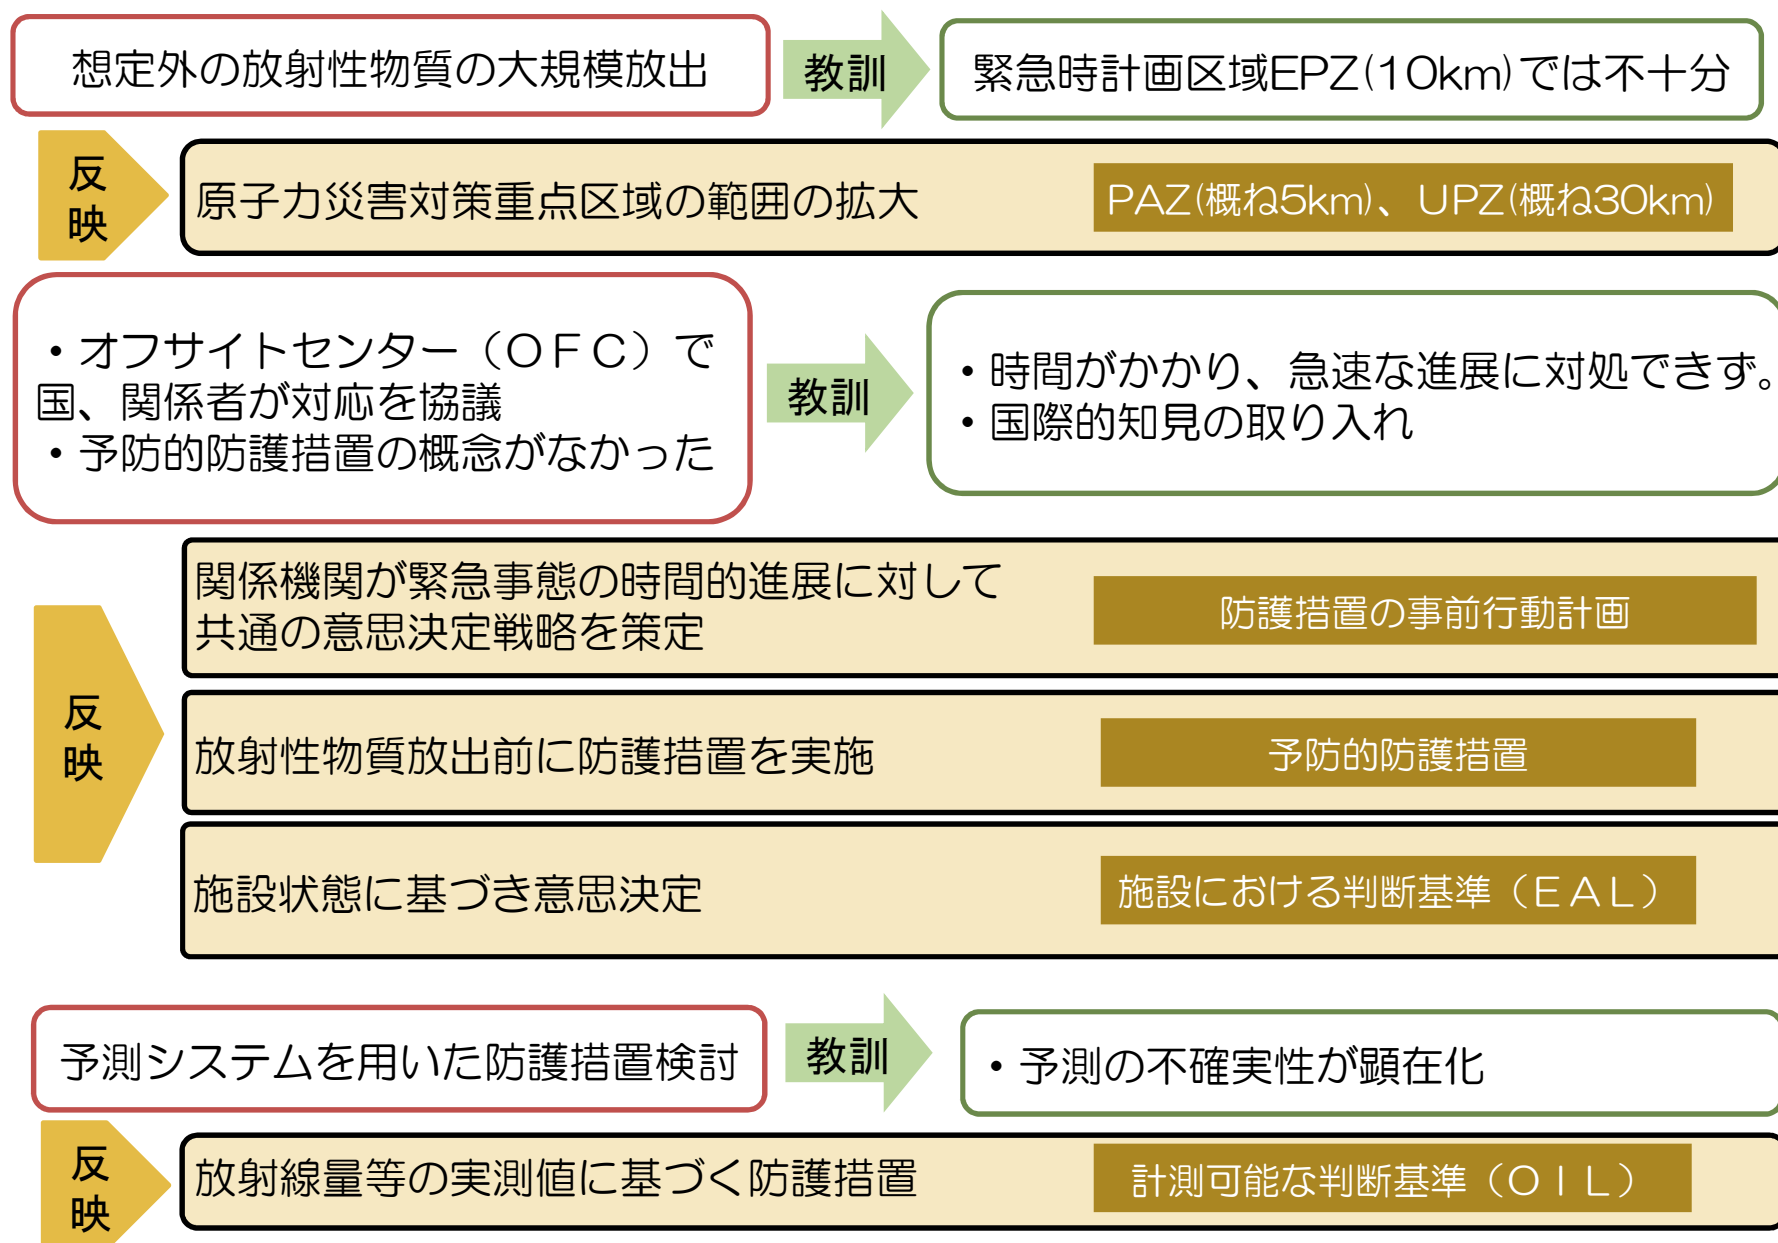 想定外の放射性物質の大規模放出
教訓
緊急時計画区域EPZ(10km)では不十分
反
映
原子力災害対策重点区域の範囲の拡大
PAZ(概ね5km)、UPZ(概ね30km)
・オフサイトセンター（ＯＦＣ）で
国、関係者が対応を協議
・予防的防護措置の概念がなかった
教訓
・時間がかかり、急速な進展に対処できず。
・国際的知見の取り入れ
反
映
関係機関が緊急事態の時間的進展に対して
共通の意思決定戦略を策定
防護措置の事前行動計画
放射性物質放出前に防護措置を実施
予防的防護措置
施設状態に基づき意思決定
施設における判断基準（ＥＡＬ）
予測システムを用いた防護措置検討
教訓
・予測の不確実性が顕在化
反
映
放射線量等の実測値に基づく防護措置
計測可能な判断基準（ＯＩＬ）